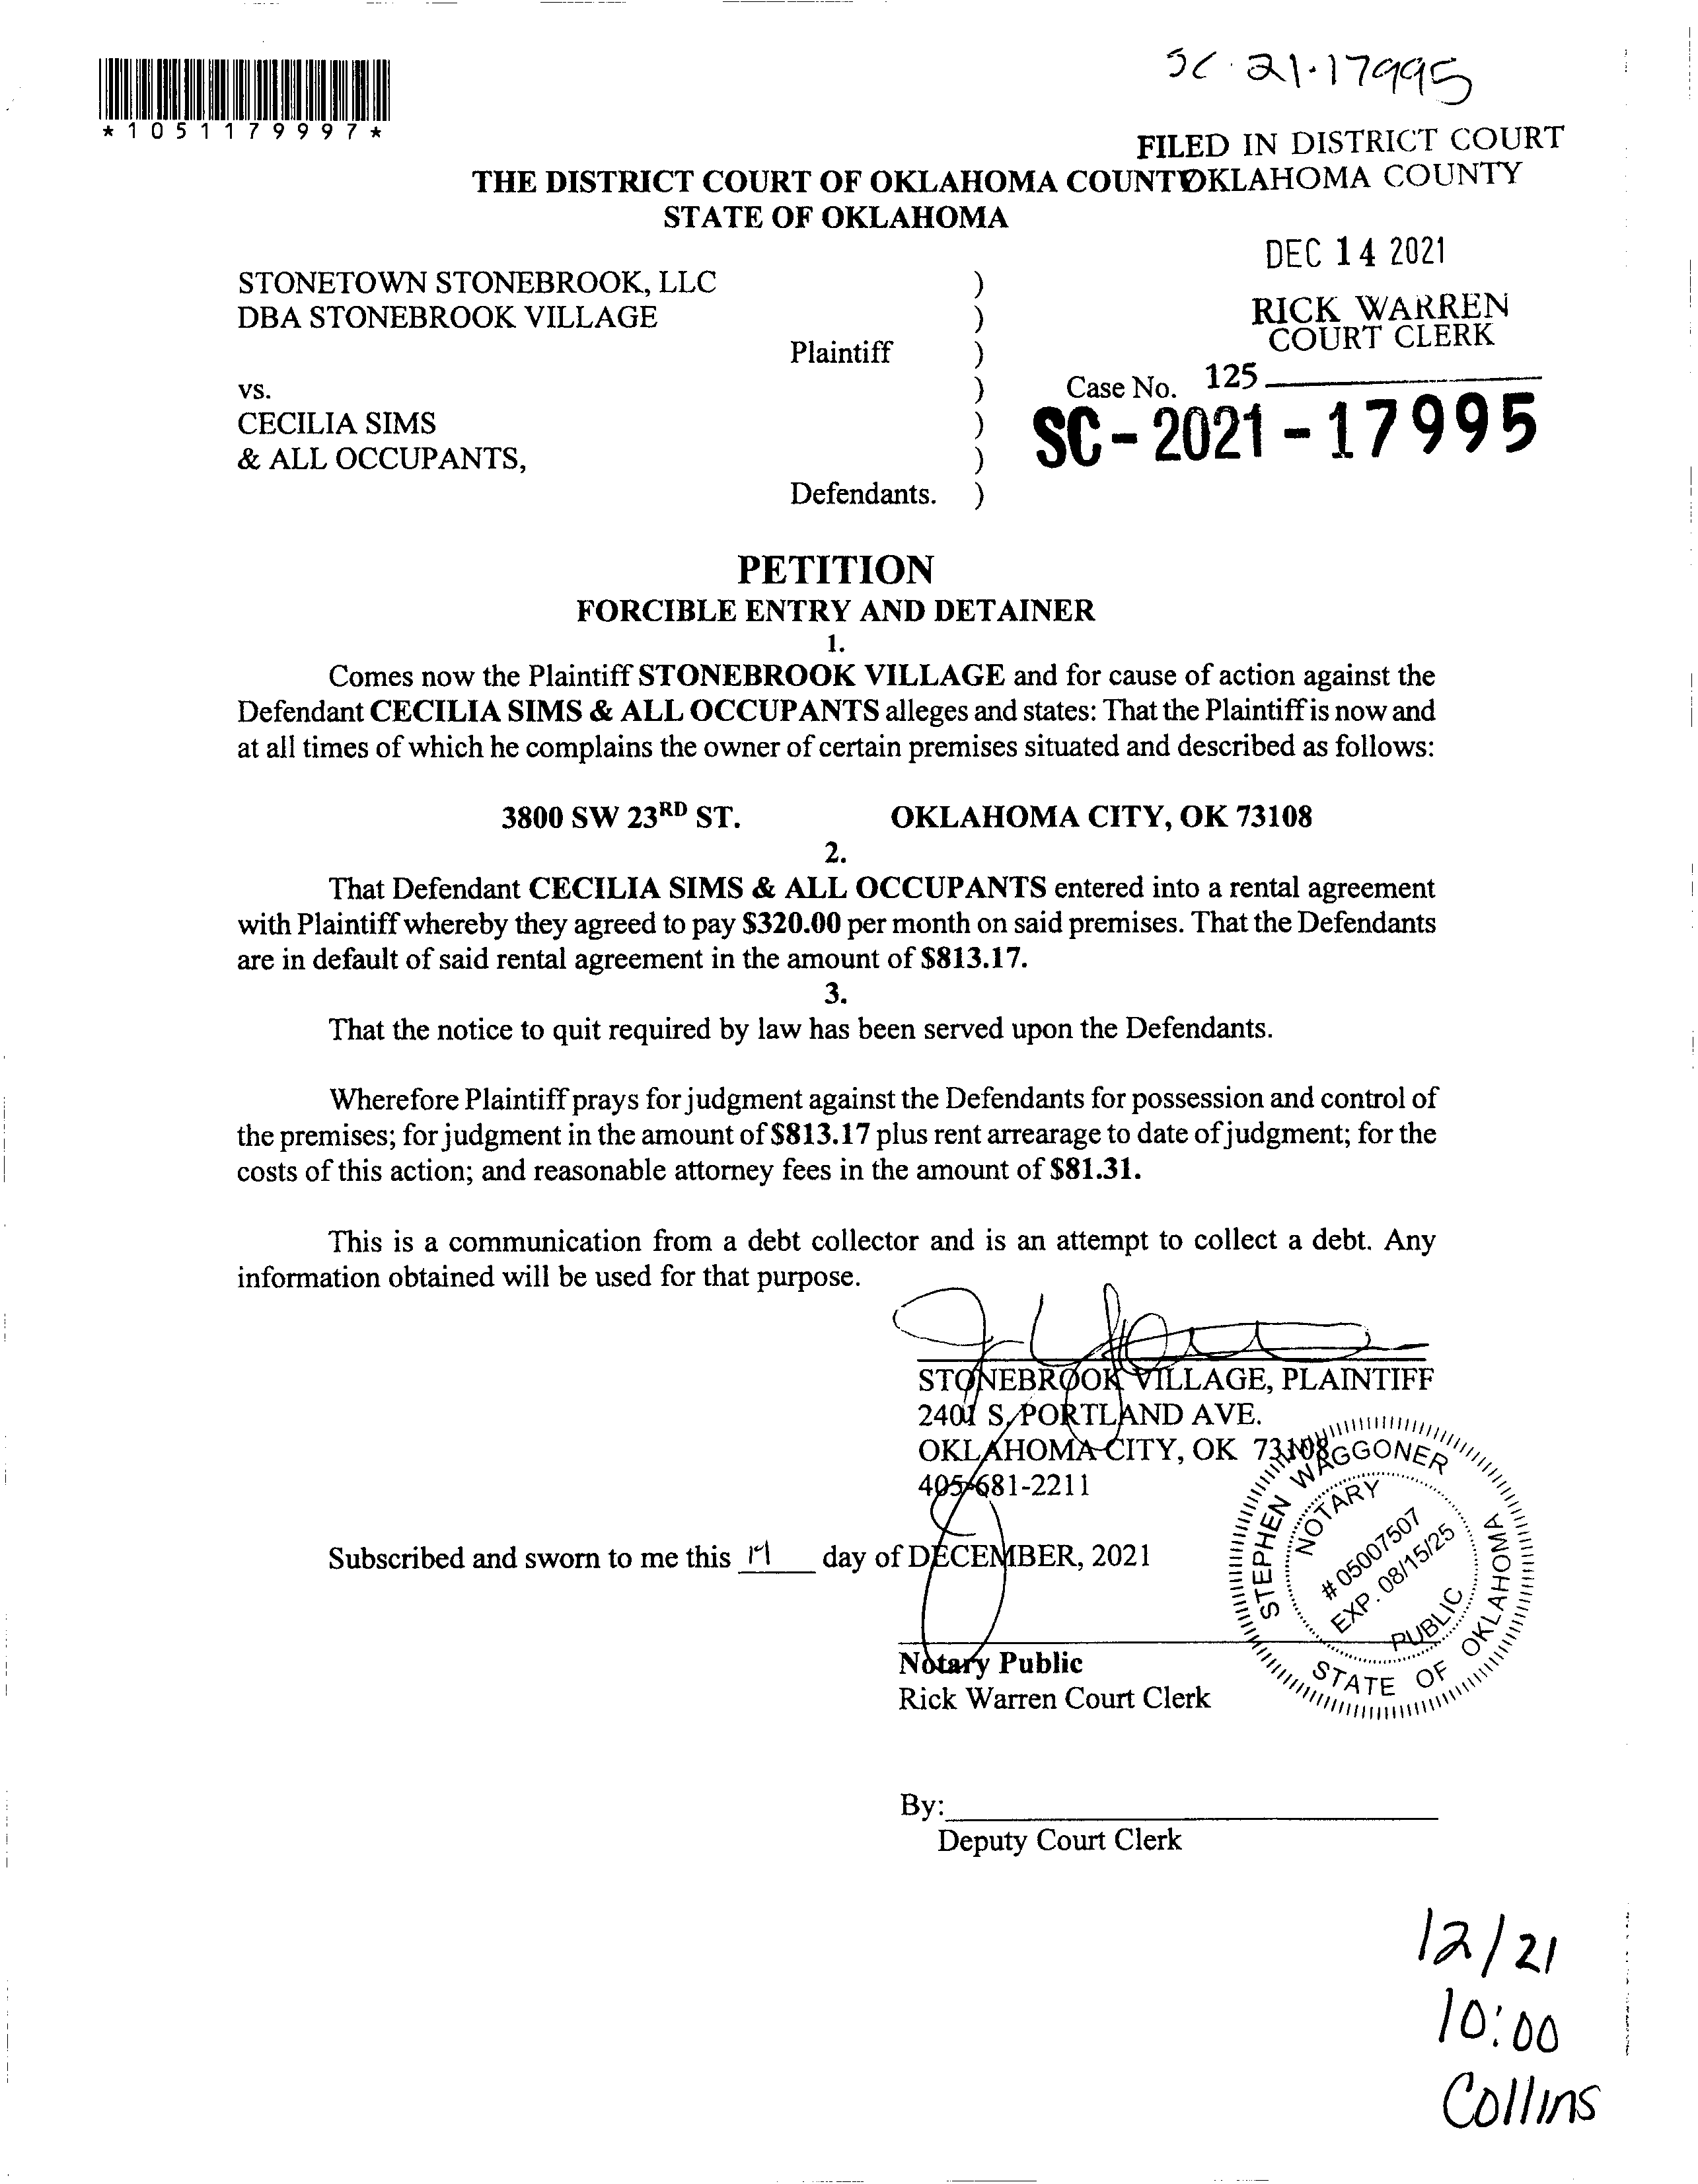 SC-21-17995
*1051179997*
FILED IN DISTRICT COURT
OKLAHOMA COUNTY
THE DISTRICT COURT OF OKLAHOMA COUNTY
STATE OF OKLAHOMA
DEC 14 2021
STONETOWN STONEBROOK, LLC )
DBA STONEBROOK VILLAGE )
RICK WARREN
COURT CLERK
Plaintiff )
125
vs. ) Case No.
CECILIA SIMS )
SC-2021-17995
& ALL OCCUPANTS, )
Defendants. )
PETITION
FORCIBLE ENTRY AND DETAINER
1.
Comes now the Plaintiff STONEBROOK VILLAGE and for cause of action against the
Defendant CECILIA SIMS & ALL OCCUPANTS alleges and states: That the Plaintiff is now and
at all times of which he complains the owner of certain premises situated and described as follows:
3800 SW 23RD ST. OKLAHOMA CITY, OK 73108
2.
That Defendant CECILIA SIMS & ALL OCCUPANTS entered into a rental agreement
with Plaintiff whereby they agreed to pay $320.00 per month on said premises. That the Defendants
are in default of said rental agreement in the amount of $813.17.
3.
That the notice to quit required by law has been served upon the Defendants.
Wherefore Plaintiff prays for judgment against the Defendants for possession and control of
the premises; for judgment in the amount of $813.17 plus rent arrearage to date of judgment; for the
costs of this action; and reasonable attorney fees in the amount of $81.31.
This is a communication from a debt collector and is an attempt to collect a debt. Any
information obtained will be used for that purpose.
STONEBROOK VILLAGE, PLAINTIFF
2401 S. PORTLAND AVE.
OKLAHOMA CITY, OK 73108
405-681-2211
STEPHEN WAGGONER
NOTARY
# 05007507
EXP. 08/15/25
PUBLIC
STATE OF OKLAHOMA
Subscribed and sworn to me this day of DECEMBER, 2021
Notary Public
Rick Warren Court Clerk
By:
Deputy Court Clerk
12/21
10:00
Collins